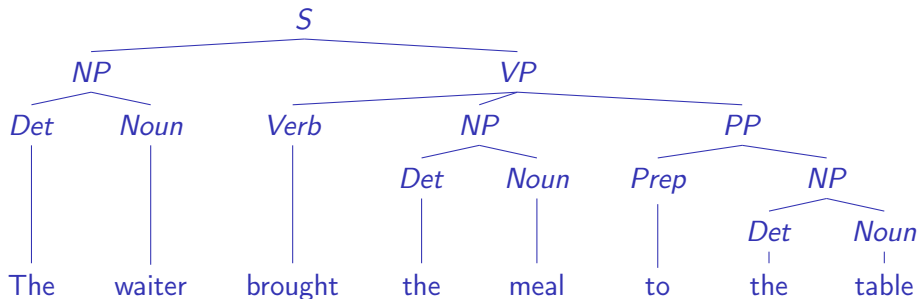 S
NP VP
Det Noun Verb NP PP
Det Noun Prep NP
Det Noun
The waiter brought the meal to the table